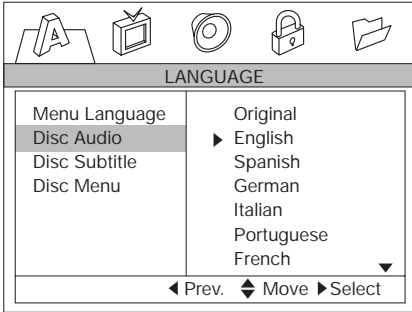 A
LANGUAGE
Menu Language
Disc Audio
Disc Subtitle
Disc Menu
Original
English
Spanish
German
Italian
Portuguese
French
Prev. Move Select